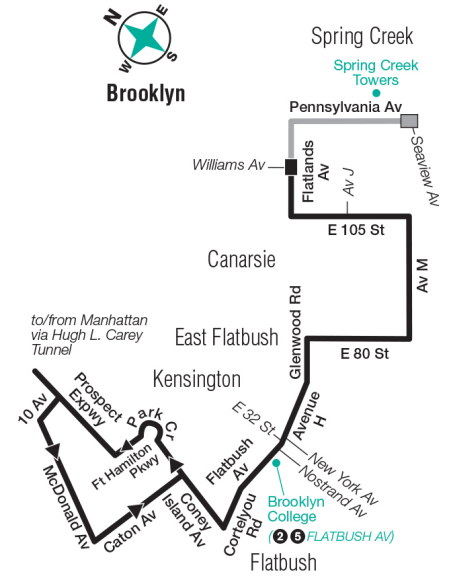 N
E
W
S
Brooklyn
Spring Creek
Spring Creek
Towers
Pennsylvania Av
Seaview Av
Williams Av
Flatlands
Av
Av J
E 105 St
Canarsie
Av M
Glenwood Rd
to/from Manhattan
via Hugh L. Carey
Tunnel
East Flatbush
E 80 St
Kensington
Prospect
Expwy
10 Av
Park Cr
E 32 St
Avenue
H
Ft Hamilton
Pkwy
Flatbush
Av
New York Av
Nostrand Av
McDonald Av
Caton Av
Coney
Island Av
Cortelyou
Rd
Brooklyn
College
(2 5 FLATBUSH AV)
Flatbush